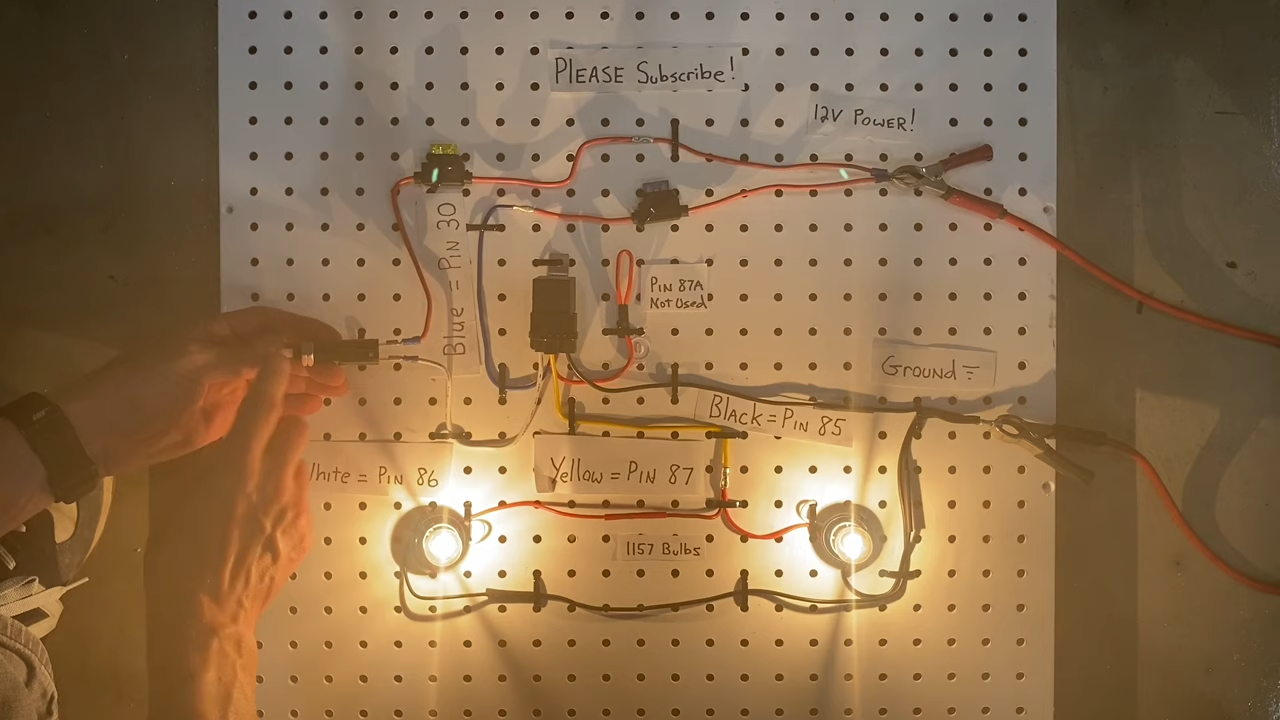 PLEASE Subscribe!
12V POWER!
Blue = PIN 30
PIN 87A
Not Used
Ground
Black = PIN 85
White = PIN 86
Yellow = PIN 87
1157 Bulbs